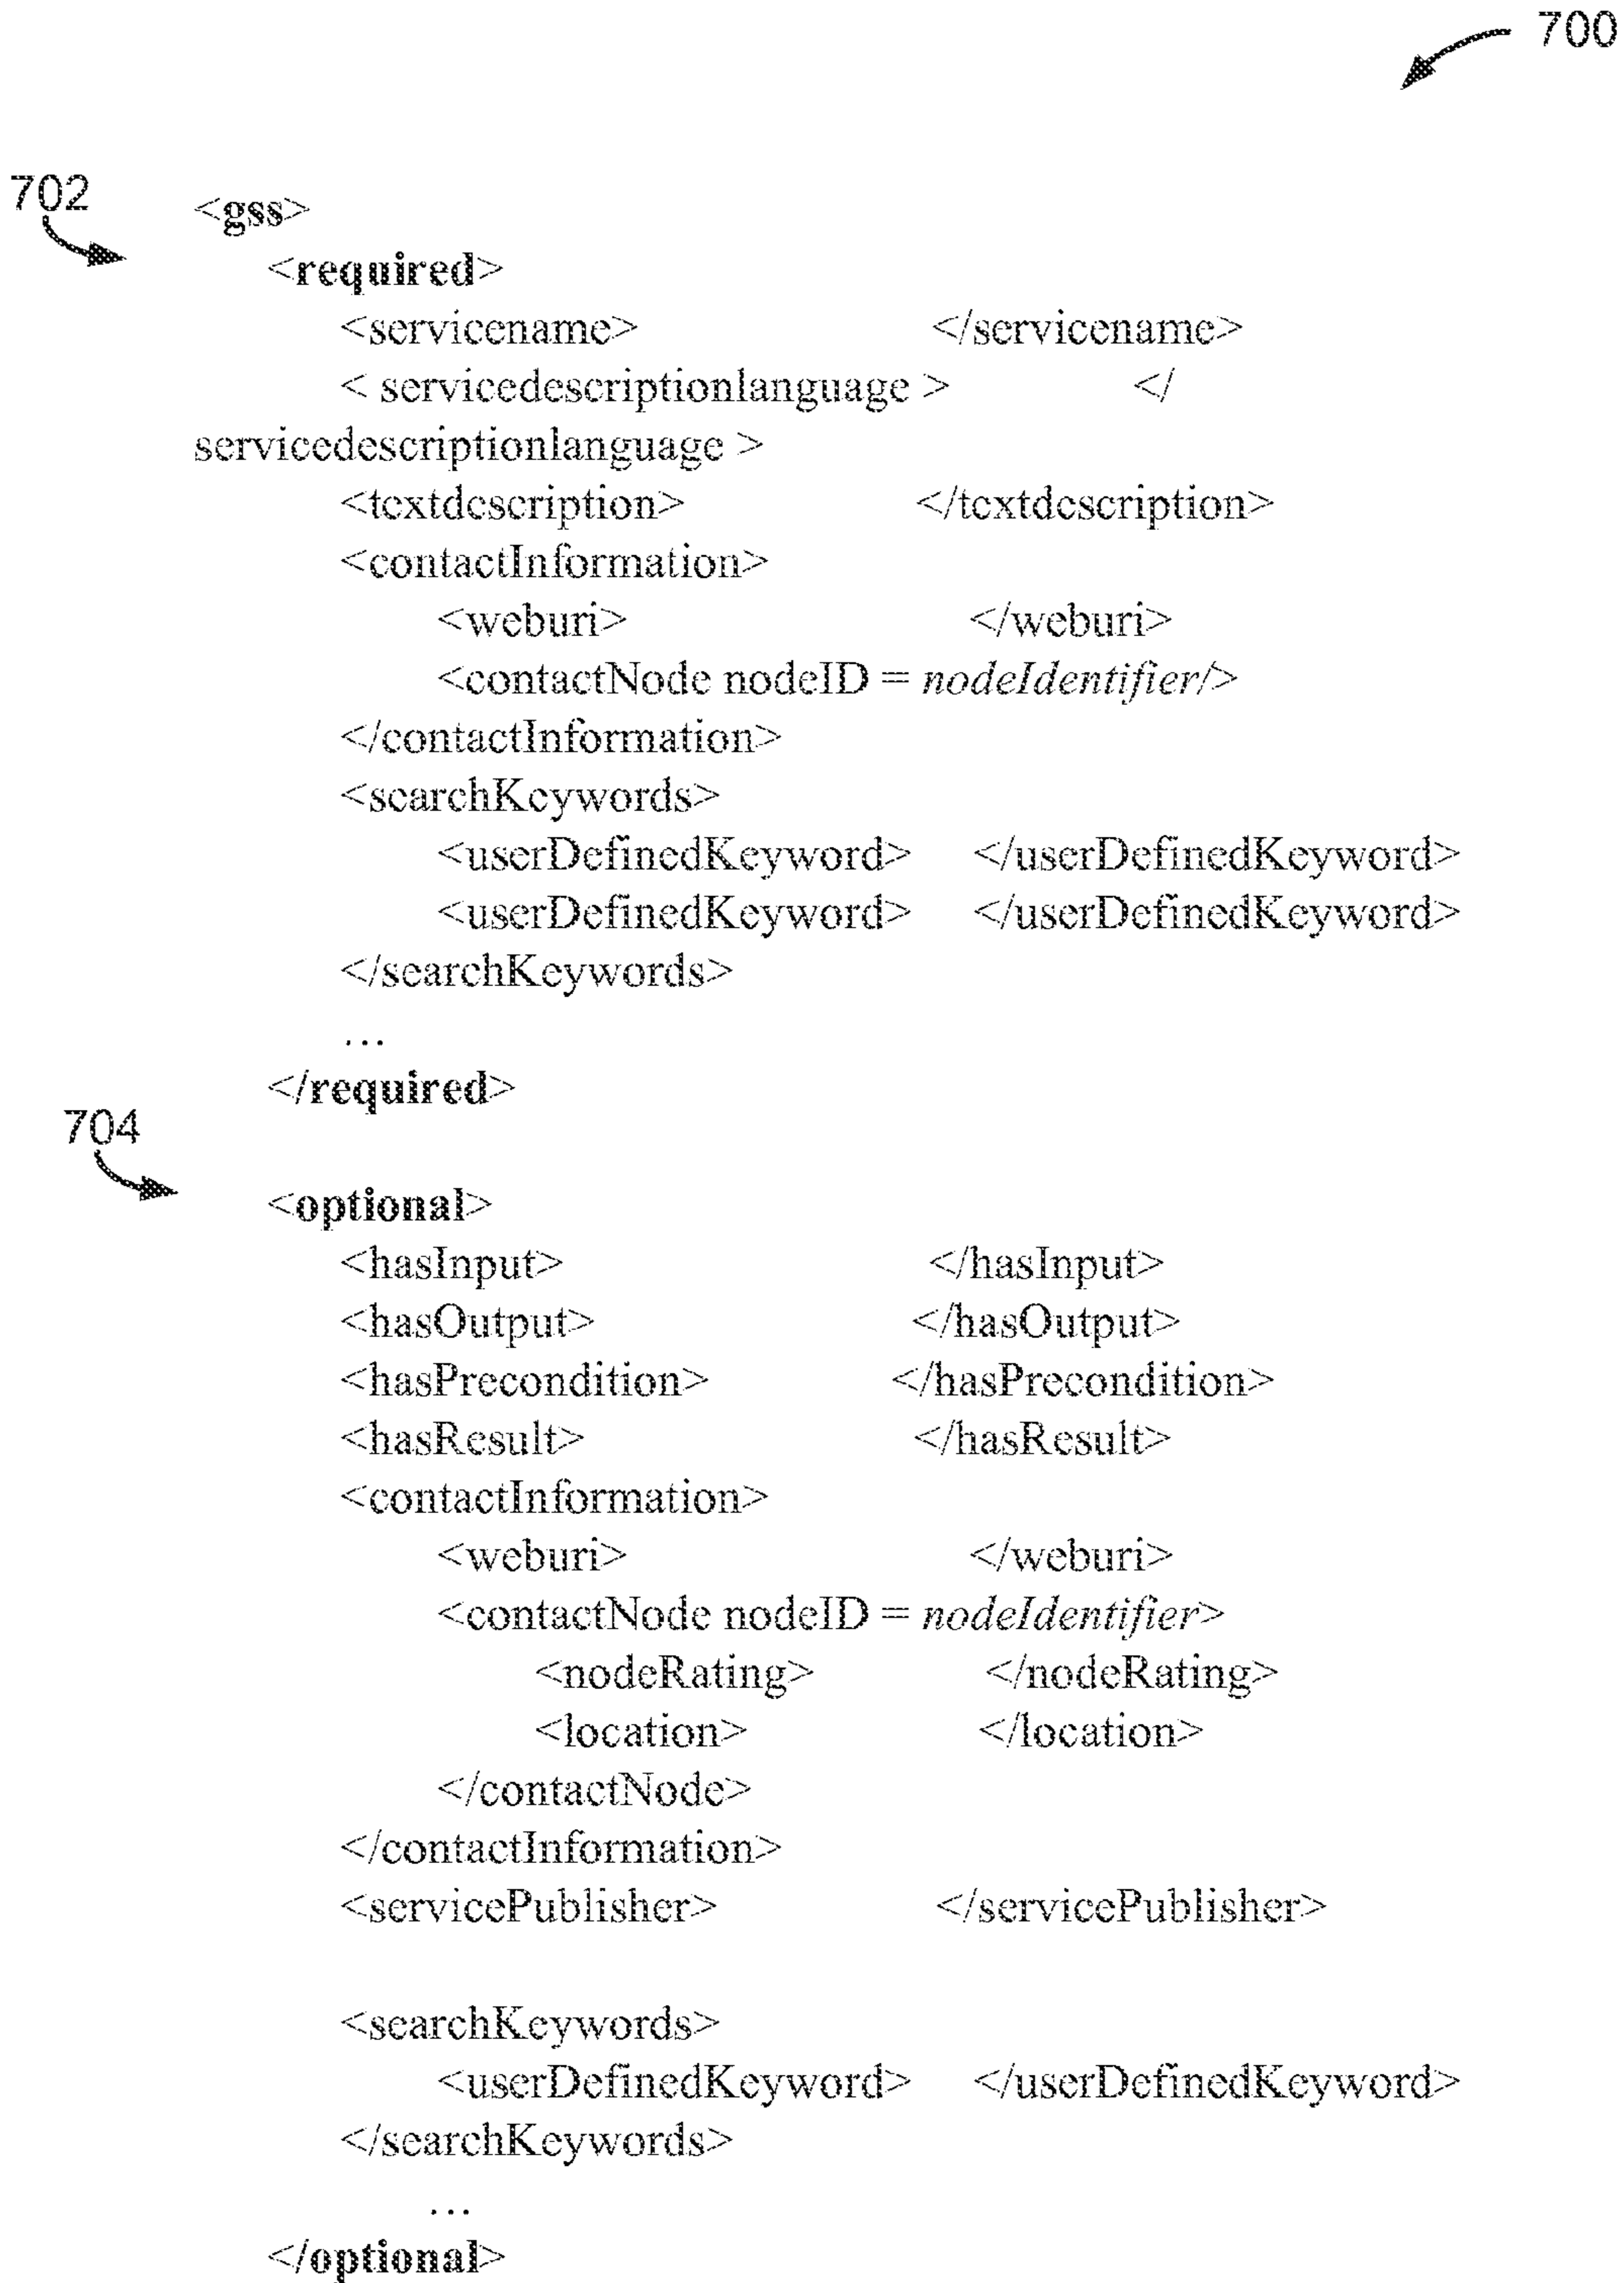 700
702
<gss>
<required>
<servicename> </servicename>
< servicedescriptionlanguage > </
servicedescriptionlanguage >
<textdescription> </textdescription>
<contactInformation>
<weburi> </weburi>
<contactNode nodeID = nodeIdentifier/>
</contactInformation>
<searchKeywords>
<userDefinedKeyword> </userDefinedKeyword>
<userDefinedKeyword> </userDefinedKeyword>
</searchKeywords>
...
</required>
704
<optional>
<hasInput> </hasInput>
<hasOutput> </hasOutput>
<hasPrecondition> </hasPrecondition>
<hasResult> </hasResult>
<contactInformation>
<weburi> </weburi>
<contactNode nodeID = nodeIdentifier>
<nodeRating> </nodeRating>
<location> </location>
</contactNode>
</contactInformation>
<servicePublisher> </servicePublisher>
<searchKeywords>
<userDefinedKeyword> </userDefinedKeyword>
</searchKeywords>
...
</optional>